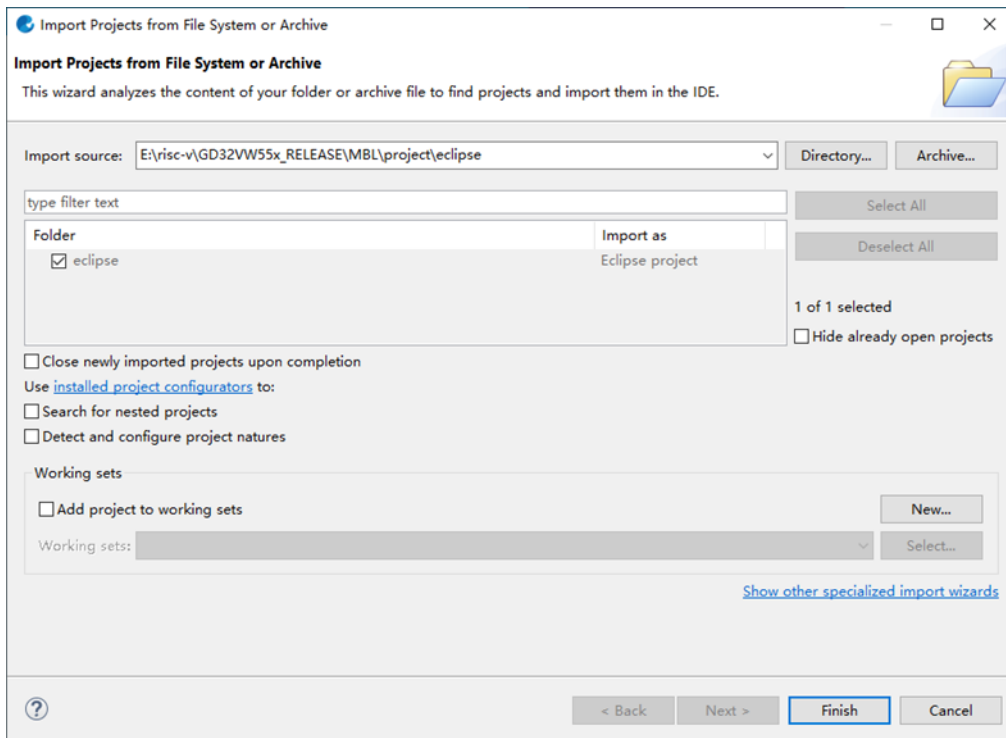 Import Projects from File System or Archive
Import Projects from File System or Archive
This wizard analyzes the content of your folder or archive file to find projects and import them in the IDE.
Import source: E:\risc-v\GD32VW55x_RELEASE\MBL\project\eclipse Directory... Archive...
type filter text Select All
Folder Import as
Deselect All
eclipse Eclipse project
1 of 1 selected
Hide already open projects
Close newly imported projects upon completion
Use installed project configurators to:
Search for nested projects
Detect and configure project natures
Working sets
Add project to working sets New...
Working sets: Select...
Show other specialized import wizards
? < Back Next > Finish Cancel